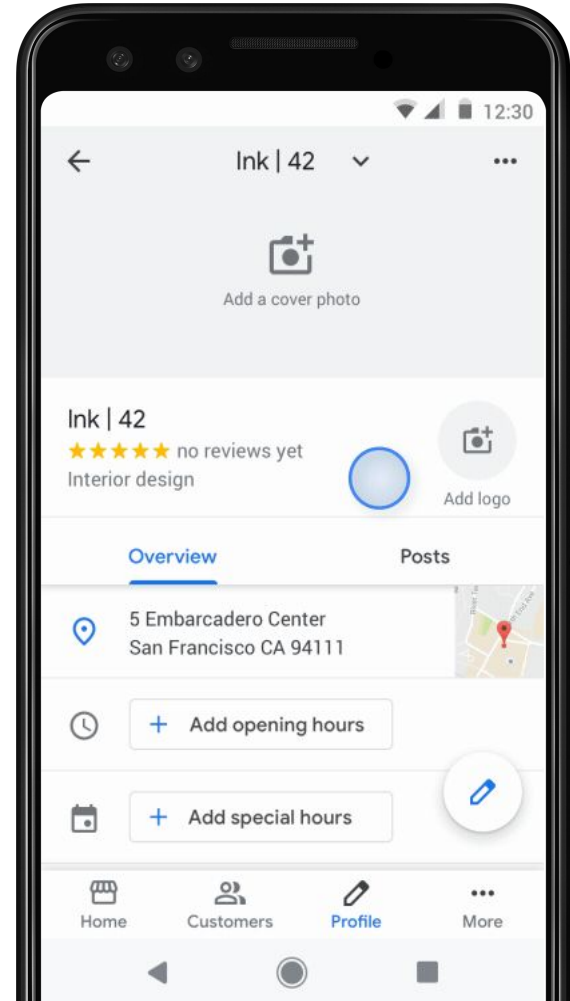 12:30
Ink | 42
Add a cover photo
Ink | 42
no reviews yet
Interior design
Add logo
Overview
Posts
5 Embarcadero Center
San Francisco CA 94111
Add opening hours
Add special hours
Home
Customers
Profile
More